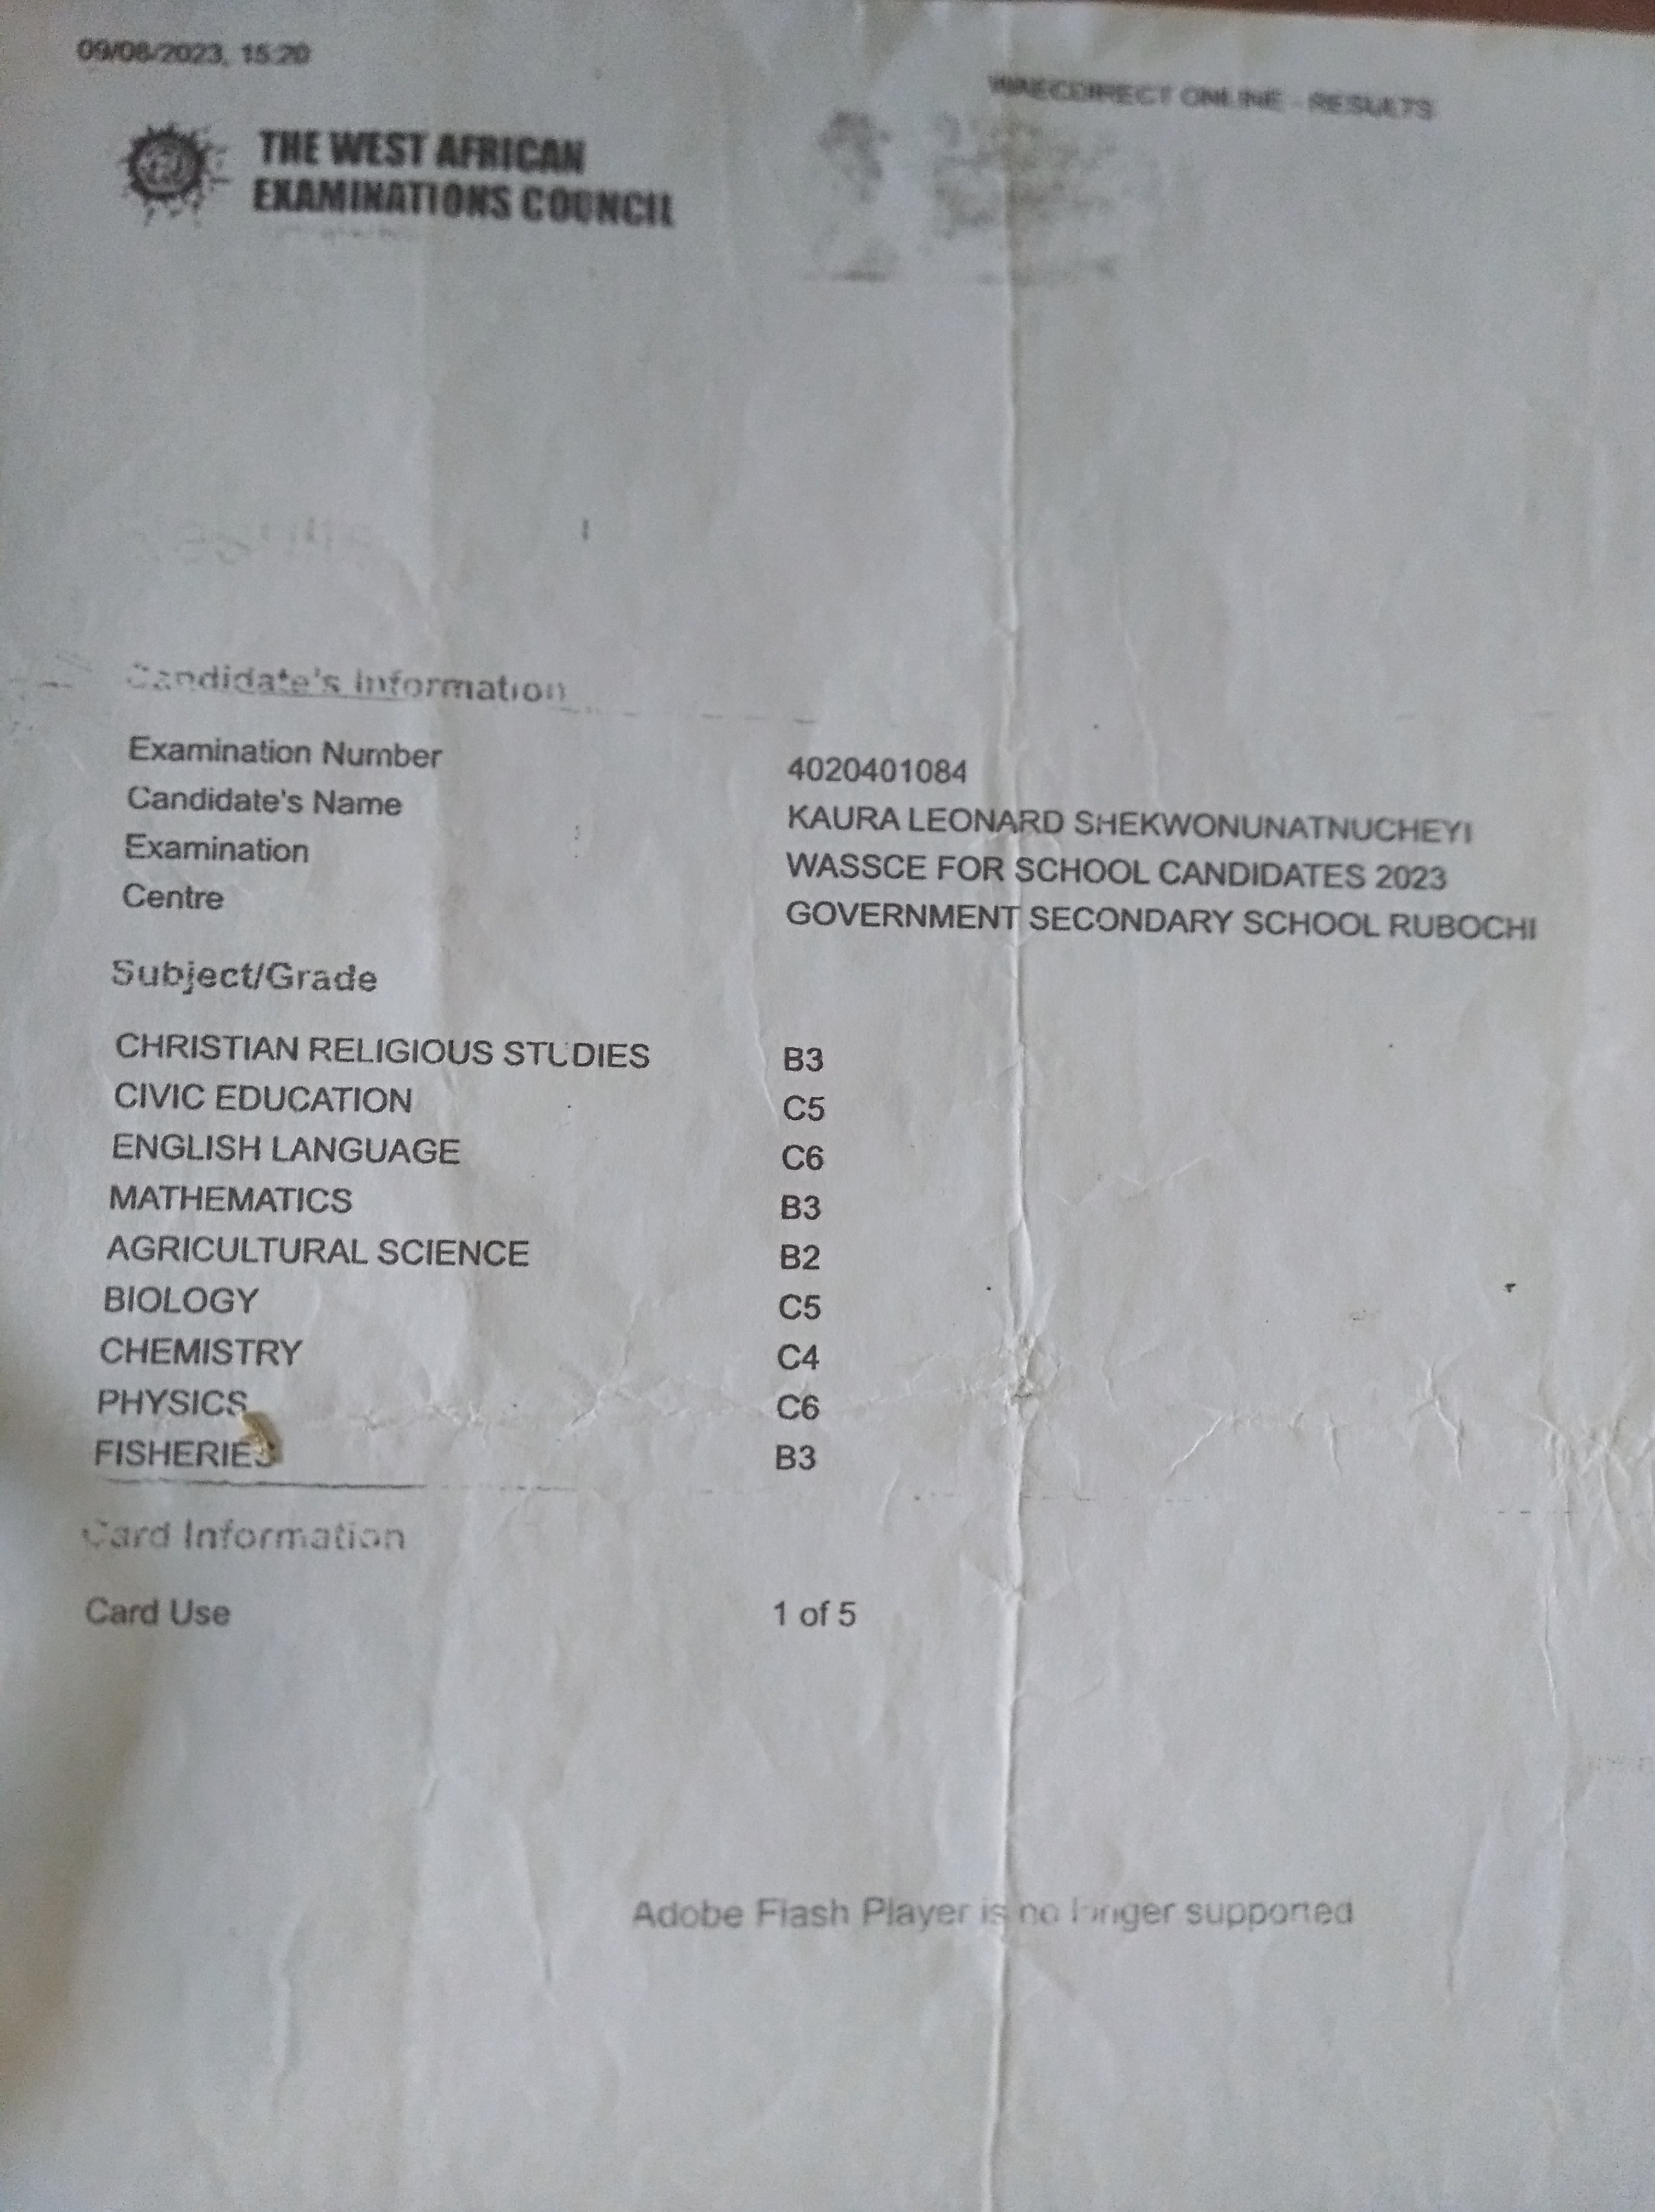 09/08/2023, 15:20
WAECDIRECT ONLINE - RESULTS
THE WEST AFRICAN
EXAMINATIONS COUNCIL
Candidate's Information
Examination Number 4020401084
Candidate's Name KAURA LEONARD SHEKWONUNATNUCHEYI
Examination WASSCE FOR SCHOOL CANDIDATES 2023
Centre GOVERNMENT SECONDARY SCHOOL RUBOCHI
Subject/Grade
CHRISTIAN RELIGIOUS STUDIES B3
CIVIC EDUCATION C5
ENGLISH LANGUAGE C6
MATHEMATICS B3
AGRICULTURAL SCIENCE B2
BIOLOGY C5
CHEMISTRY C4
PHYSICS C6
FISHERIES B3
Card Information
Card Use 1 of 5
Adobe Flash Player is no longer supported